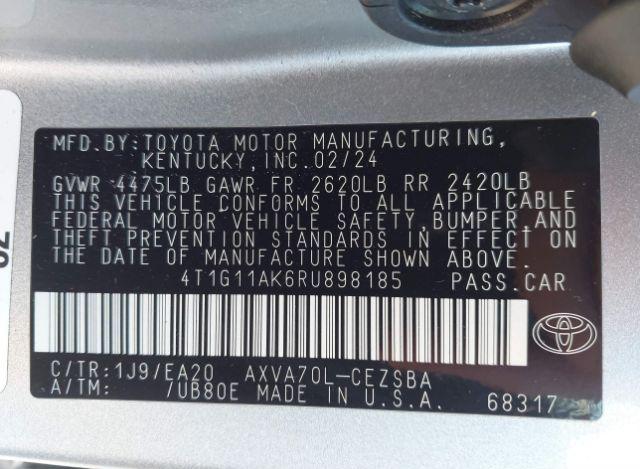 MFD.BY:TOYOTA MOTOR MANUFACTURING,
KENTUCKY,INC.02/24
GVWR 4475LB GAWR FR 2620LB RR 2420LB
THIS VEHICLE CONFORMS TO ALL APPLICABLE
FEDERAL MOTOR VEHICLE SAFETY,BUMPER,AND
THEFT PREVENTION STANDARDS IN EFFECT ON
THE DATE OF MANUFACTURE SHOWN ABOVE.
4T1G11AK6RU898185 PASS.CAR
C/TR:1J9/EA20 AXVA70L-CEZSBA
A/TM: /UB80E MADE IN U.S.A. 68317